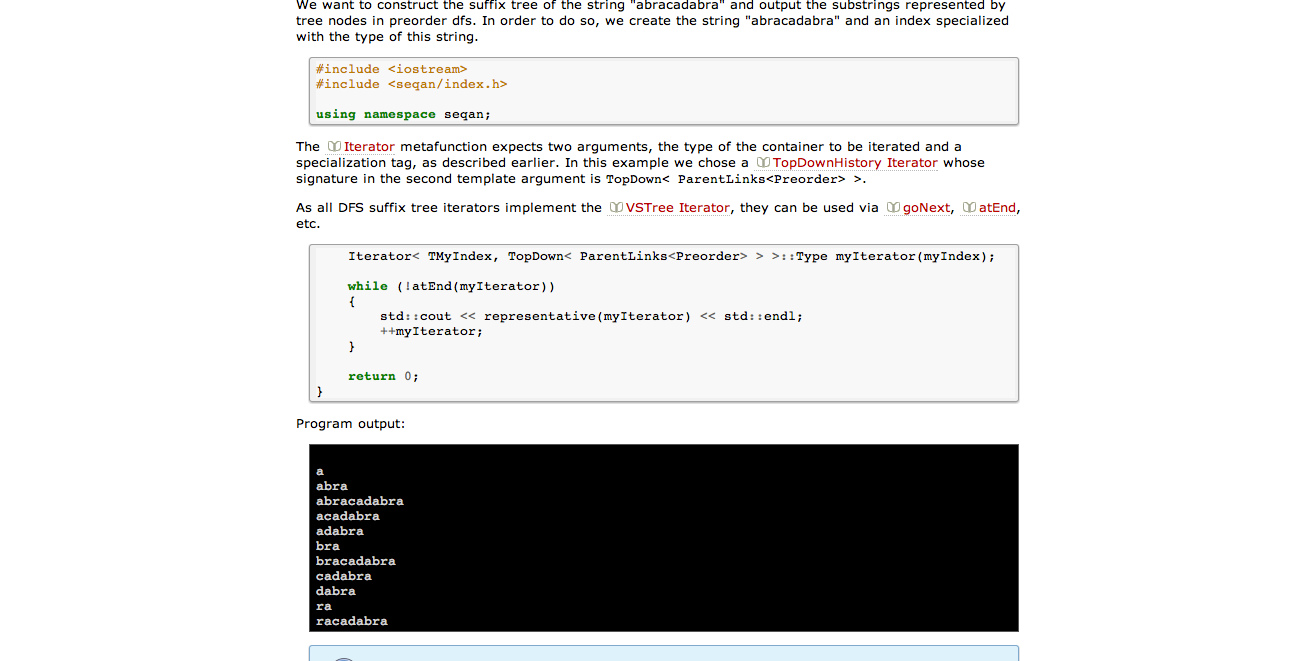 We want to construct the suffix tree of the string "abracadabra" and output the substrings represented by
tree nodes in preorder dfs. In order to do so, we create the string "abracadabra" and an index specialized
with the type of this string.
#include <iostream>
#include <seqan/index.h>
using namespace seqan;
The Iterator metafunction expects two arguments, the type of the container to be iterated and a
specialization tag, as described earlier. In this example we chose a TopDownHistory Iterator whose
signature in the second template argument is TopDown< ParentLinks<Preorder> >.
As all DFS suffix tree iterators implement the VSTree Iterator, they can be used via goNext, atEnd,
etc.
Iterator< TMyIndex, TopDown< ParentLinks<Preorder> > >::Type myIterator(myIndex);
while (!atEnd(myIterator))
{
std::cout << representative(myIterator) << std::endl;
++myIterator;
}
return 0;
}
Program output:
a
abra
abracadabra
acadabra
adabra
bra
bracadabra
cadabra
dabra
ra
racadabra